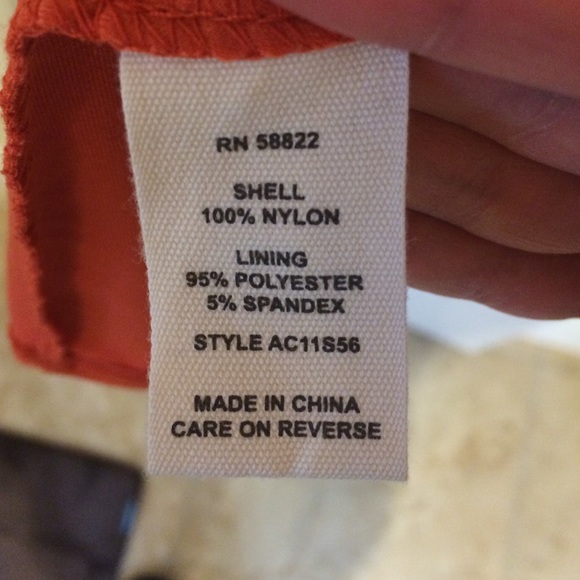 RN 58822
SHELL
100% NYLON
LINING
95% POLYESTER
5% SPANDEX
STYLE AC11S56
MADE IN CHINA
CARE ON REVERSE